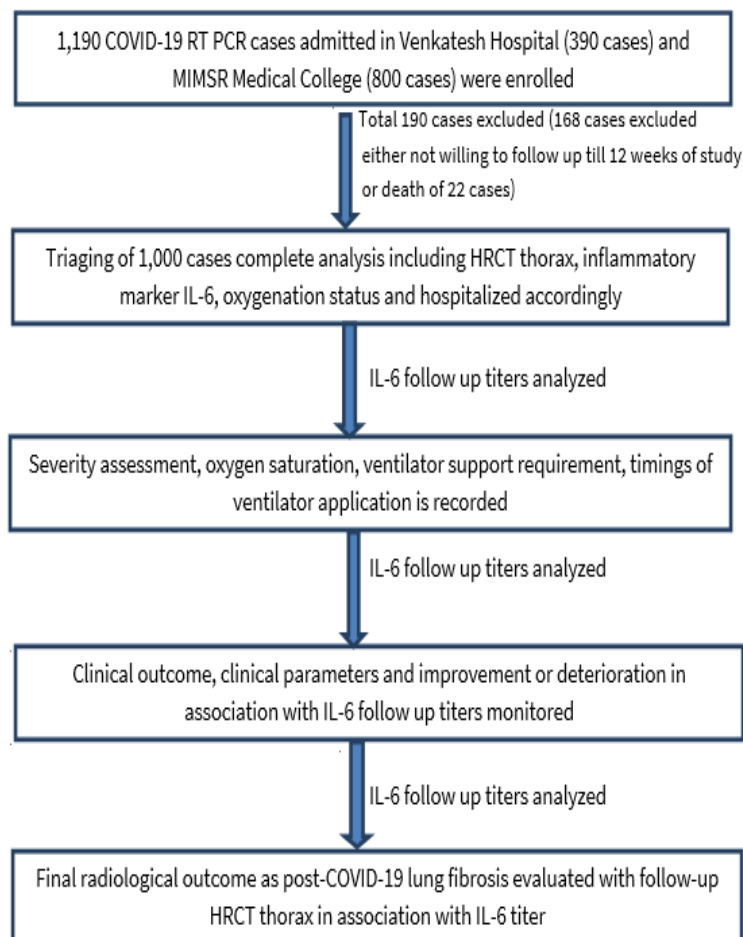 1,190 COVID-19 RT PCR cases admitted in Venkatesh Hospital (390 cases) and
MIMSR Medical College (800 cases) were enrolled
Total 190 cases excluded (168 cases excluded
either not willing to follow up till 12 weeks of study
or death of 22 cases)
Triaging of 1,000 cases complete analysis including HRCT thorax, inflammatory
marker IL-6, oxygenation status and hospitalized accordingly
IL-6 follow up titers analyzed
Severity assessment, oxygen saturation, ventilator support requirement, timings of
ventilator application is recorded
IL-6 follow up titers analyzed
Clinical outcome, clinical parameters and improvement or deterioration in
association with IL-6 follow up titers monitored
IL-6 follow up titers analyzed
Final radiological outcome as post-COVID-19 lung fibrosis evaluated with follow-up
HRCT thorax in association with IL-6 titer